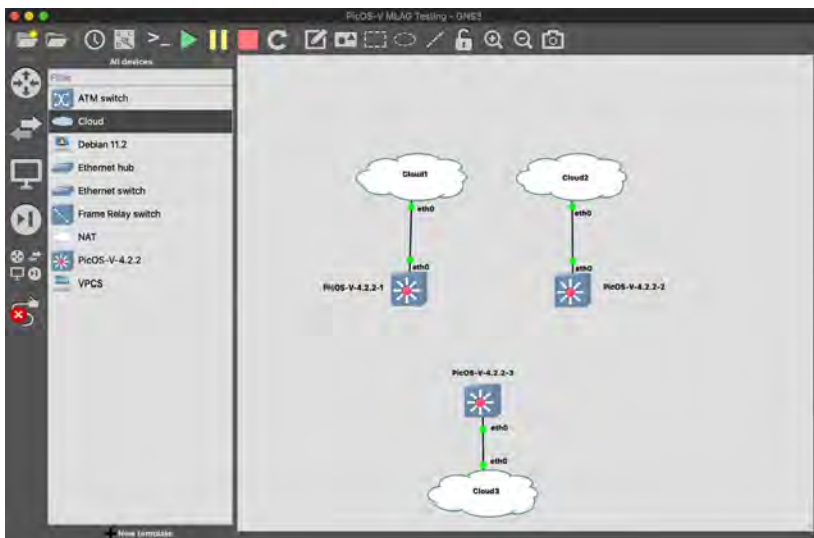 PicOS-V MLAG Testing - GNS3
All devices
Filter
ATM switch
Cloud
Debian 11.2
Ethernet hub
Ethernet switch
Frame Relay switch
NAT
PicOS-V-4.2.2
VPCS
New template
Cloud1
eth0
eth0
PicOS-V-4.2.2-1
Cloud2
eth0
eth0
PicOS-V-4.2.2-2
PicOS-V-4.2.2-3
eth0
eth0
Cloud3